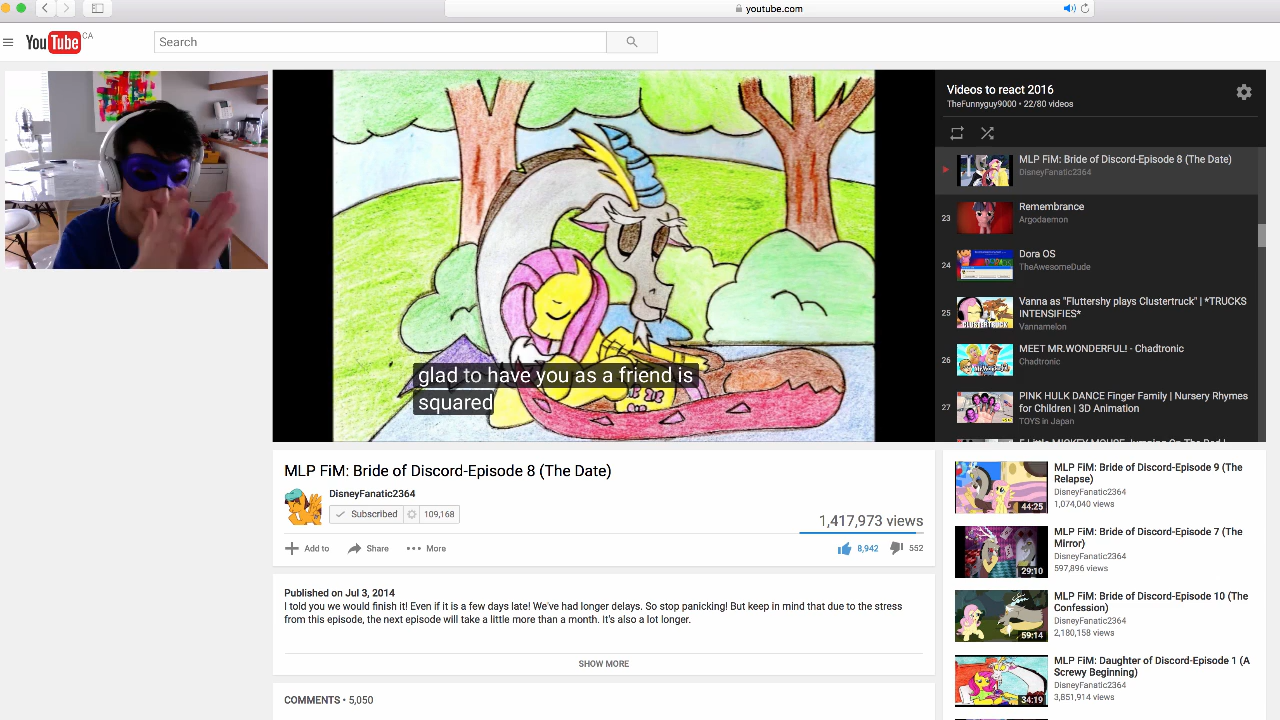 youtube.com
YouTube CA
Search
glad to have you as a friend is
squared
Videos to react 2016
TheFunnyguy9000 • 22/80 videos
MLP FiM: Bride of Discord-Episode 8 (The Date)
DisneyFanatic2364
23
Remembrance
Argodaemon
24
Dora OS
TheAwesomeDude
25
Vanna as "Fluttershy plays Clustertruck" | *TRUCKS
INTENSIFIES*
Vannamelon
CLUSTERTRUCK
26
MEET MR.WONDERFUL! - Chadtronic
Chadtronic
27
PINK HULK DANCE Finger Family | Nursery Rhymes
for Children | 3D Animation
TOYS in Japan
MLP FiM: Bride of Discord-Episode 8 (The Date)
DisneyFanatic2364
Subscribed 109,168
1,417,973 views
Add to Share More
8,942 552
Published on Jul 3, 2014
I told you we would finish it! Even if it is a few days late! We've had longer delays. So stop panicking! But keep in mind that due to the stress
from this episode, the next episode will take a little more than a month. It's also a lot longer.
SHOW MORE
COMMENTS • 5,050
MLP FiM: Bride of Discord-Episode 9 (The
Relapse)
DisneyFanatic2364
1,074,040 views
44:25
MLP FiM: Bride of Discord-Episode 7 (The
Mirror)
DisneyFanatic2364
597,896 views
29:10
MLP FiM: Bride of Discord-Episode 10 (The
Confession)
DisneyFanatic2364
2,180,158 views
59:14
MLP FiM: Daughter of Discord-Episode 1 (A
Screwy Beginning)
DisneyFanatic2364
3,851,914 views
34:19